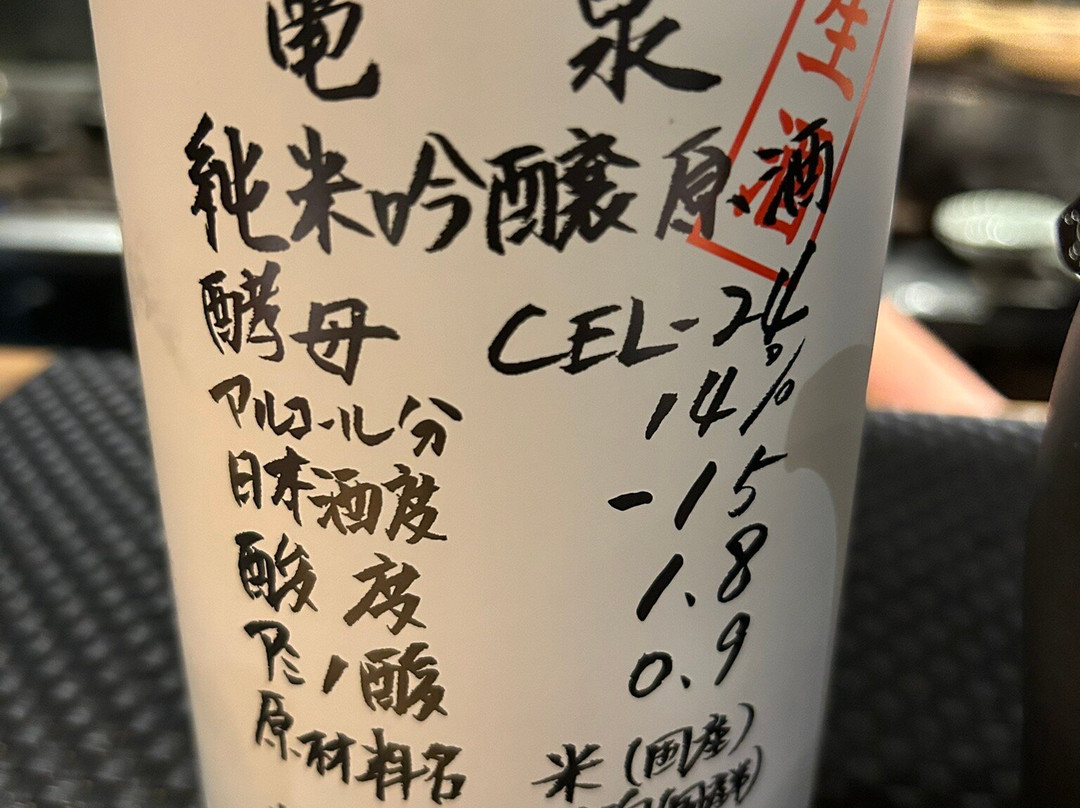 亀泉
生酒
純米吟醸原酒
酵母 CEL-24
アルコール分 14%
日本酒度 -15
酸度 1.8
アミノ酸 0.9
原材料名 米(国産)